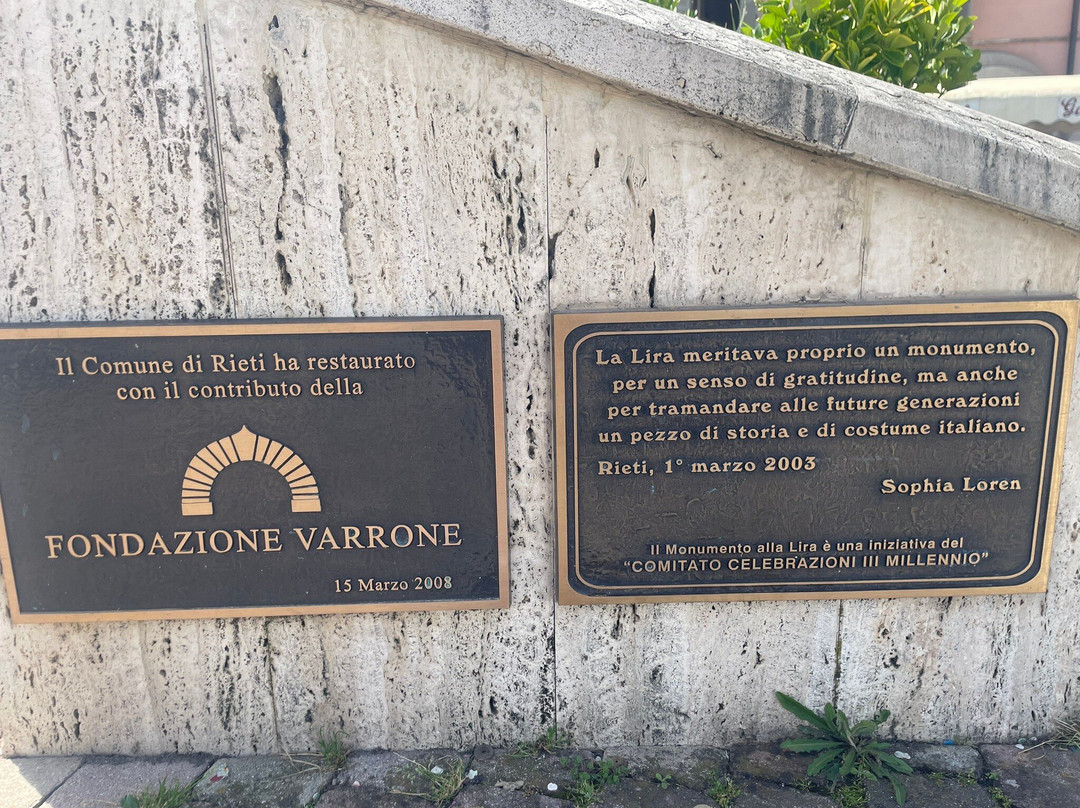 Il Comune di Rieti ha restaurato
con il contributo della
FONDAZIONE VARRONE
15 Marzo 2008
La Lira meritava proprio un monumento,
per un senso di gratitudine, ma anche
per tramandare alle future generazioni
un pezzo di storia e di costume italiano.
Rieti, 1° marzo 2003
Sophia Loren
Il Monumento alla Lira è una iniziativa del
"COMITATO CELEBRAZIONI III MILLENNIO"